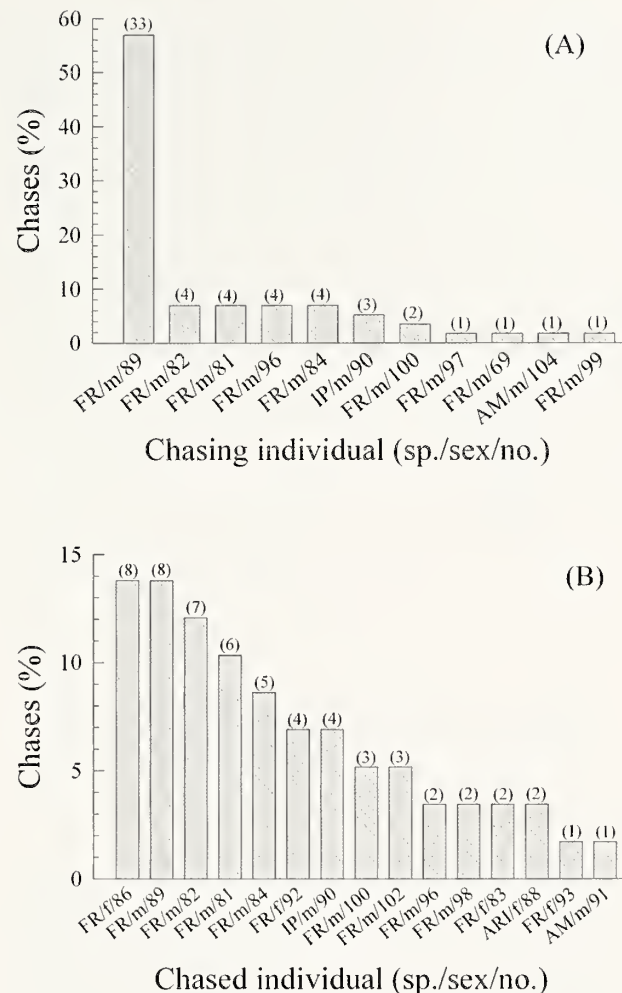 (A)
Chases (%)
60
50
40
30
20
10
0
(33)
(4)
(4)
(4)
(4)
(3)
(2)
(1)
(1)
(1)
(1)
FR/m/89
FR/m/82
FR/m/81
FR/m/96
FR/m/84
IP/m/90
FR/m/100
FR/m/97
FR/m/69
AM/m/104
FR/m/99
Chasing individual (sp./sex/no.)
(B)
Chases (%)
15
10
5
0
(8)
(8)
(7)
(6)
(5)
(4)
(4)
(3)
(3)
(2)
(2)
(2)
(2)
(1)
(1)
FR/f/86
FR/m/89
FR/m/82
FR/m/81
FR/m/84
FR/f/92
IP/m/90
FR/m/100
FR/m/102
FR/m/96
FR/m/98
FR/f/83
ARI/f/88
FR/f/93
AM/m/91
Chased individual (sp./sex/no.)